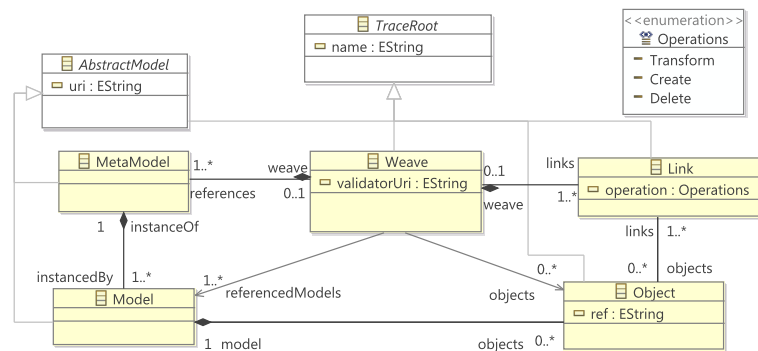 TraceRoot
name : EString
<<enumeration>>
Operations
Transform
Create
Delete
AbstractModel
uri : EString
MetaModel
1..*
references
weave
0..1
Weave
validatorUri : EString
0..1
weave
links
1..*
Link
operation : Operations
1
instanceOf
instancedBy
1..*
links
1..*
0..*
objects
1..*
referencedModels
0..*
objects
Model
Object
ref : EString
1
model
objects
0..*